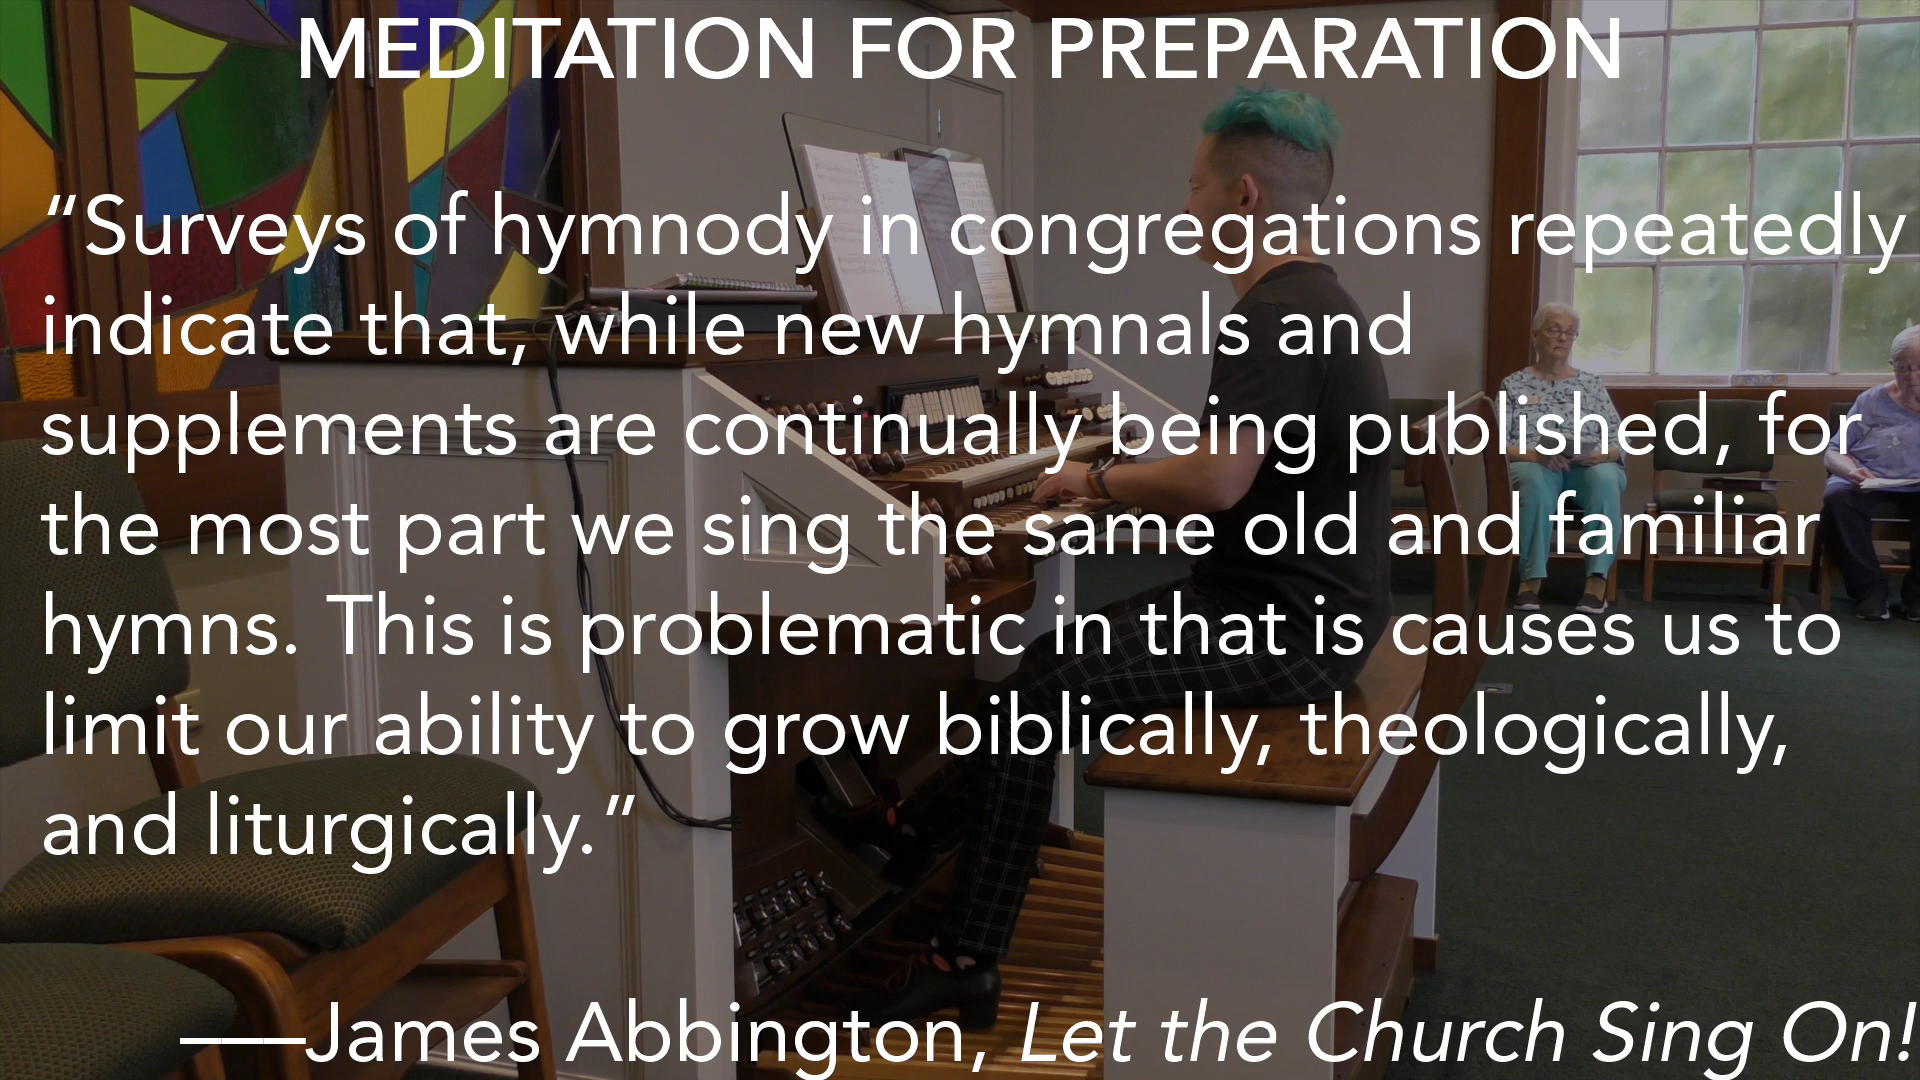 MEDITATION FOR PREPARATION
“Surveys of hymnody in congregations repeatedly
indicate that, while new hymnals and
supplements are continually being published, for
the most part we sing the same old and familiar
hymns. This is problematic in that is causes us to
limit our ability to grow biblically, theologically,
and liturgically.”
–––James Abbington, Let the Church Sing On!